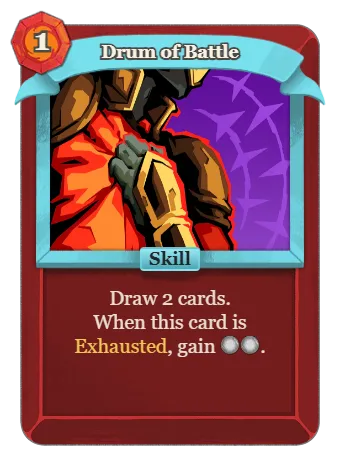 1
Drum of Battle
Skill
Draw 2 cards.
When this card is
Exhausted, gain .